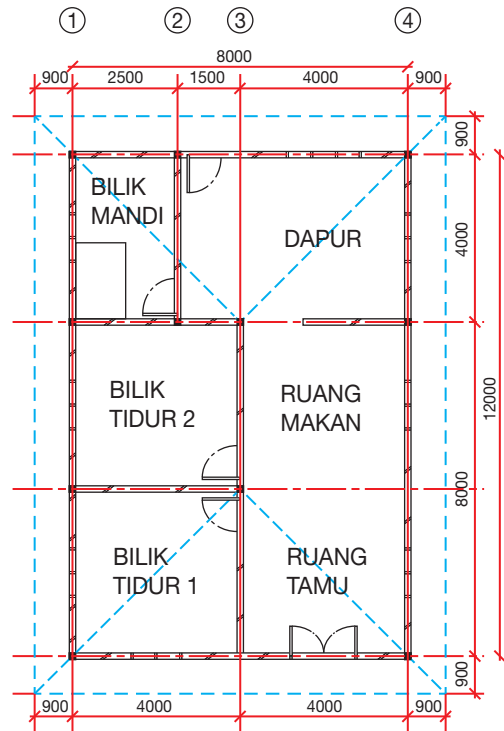 1 2 3 4
8000
900 2500 1500 4000 900
900
BILIK
MANDI
DAPUR
4000
BILIK
TIDUR 2
RUANG
MAKAN
12000
8000
BILIK
TIDUR 1
RUANG
TAMU
900
900 4000 4000 900